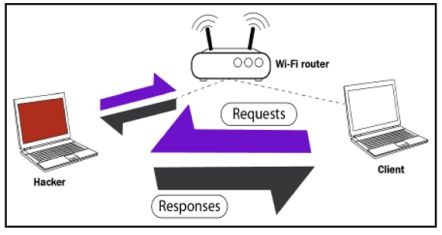 Wi-Fi router
Requests
Hacker
Client
Responses